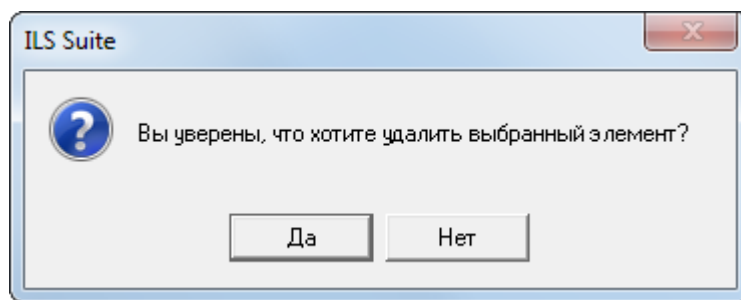 ILS Suite
Вы уверены, что хотите удалить выбранный элемент?
Да
Нет